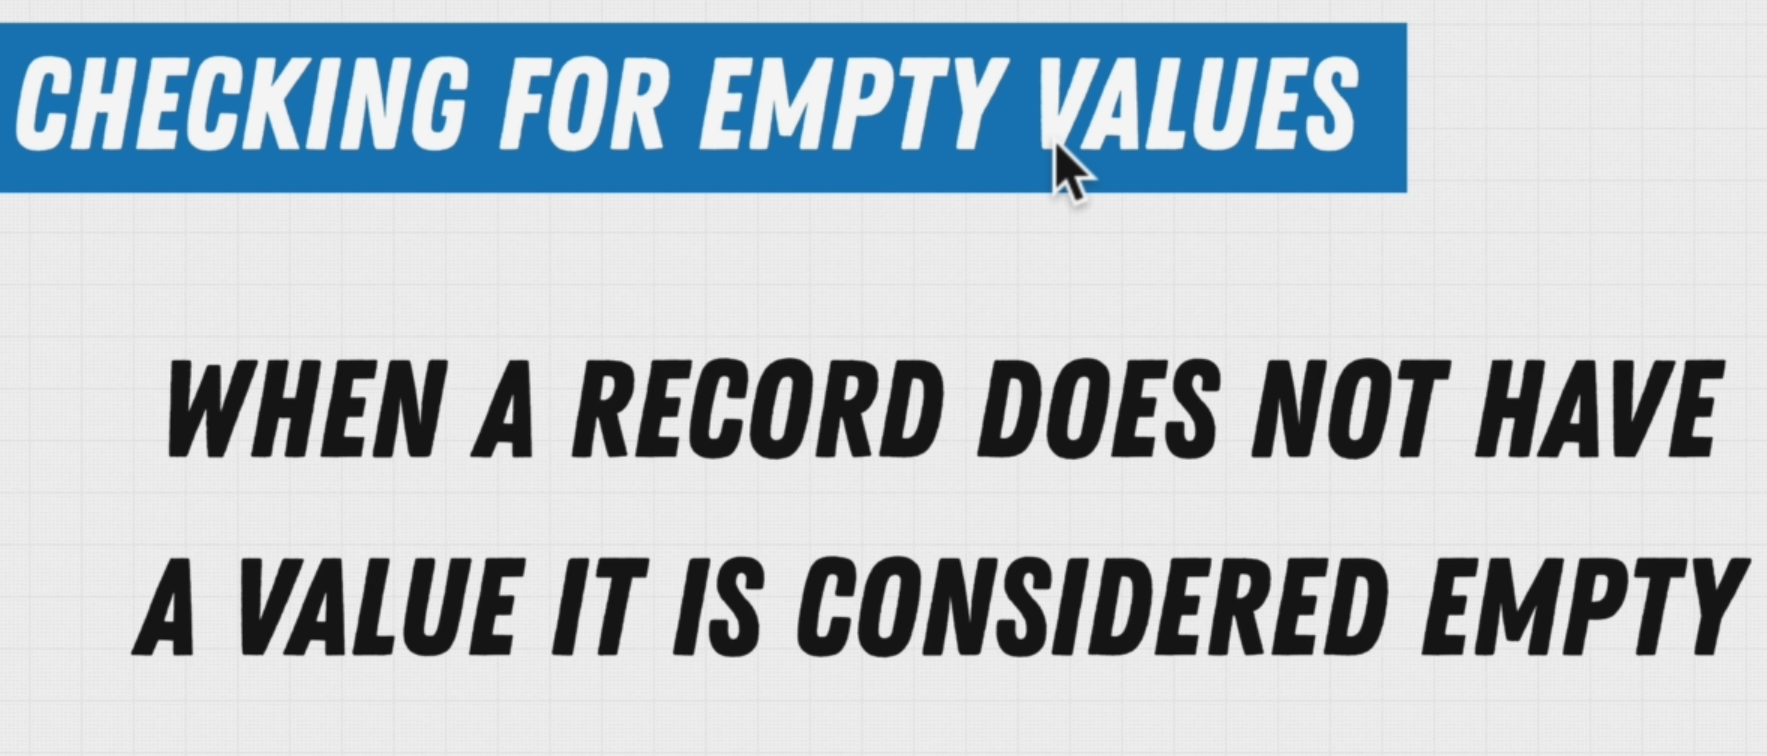 CHECKING FOR EMPTY VALUES
WHEN A RECORD DOES NOT HAVE
A VALUE IT IS CONSIDERED EMPTY